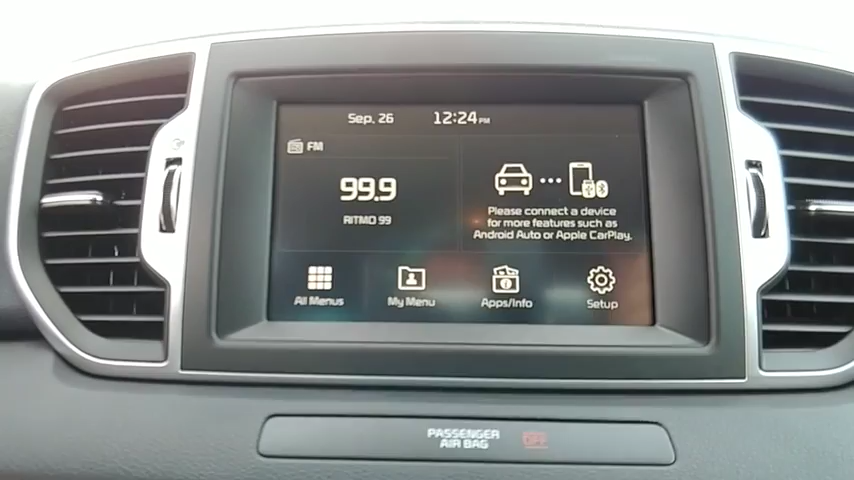 Sep. 26 12:24 PM
FM
99.9
RITMO 99
Please connect a device
for more features such as
Android Auto or Apple CarPlay.
All Menus My Menu Apps/Info Setup
PASSENGER
AIR BAG OFF